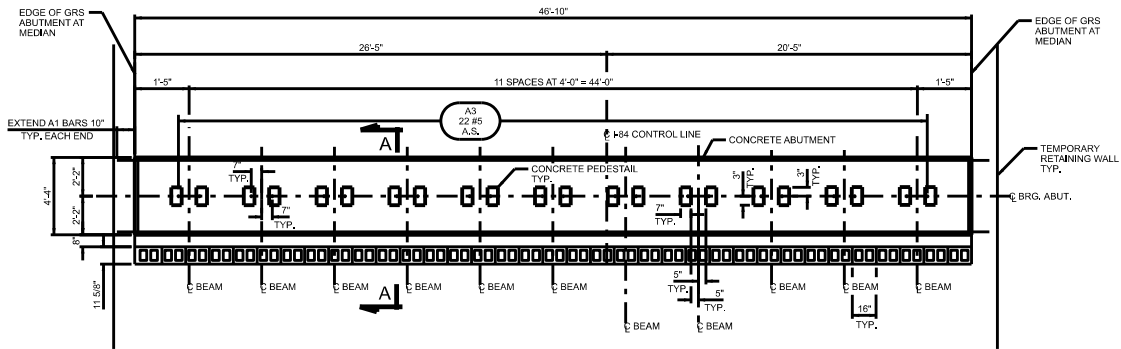 EDGE OF GRS
ABUTMENT AT
MEDIAN
46'-10"
EDGE OF GRS
ABUTMENT AT
MEDIAN
26'-5"
20'-5"
1'-5"
11 SPACES AT 4'-0" = 44'-0"
1'-5"
A3
22 #5
A.S.
EXTEND A1 BARS 10"
TYP. EACH END
A
℄ I-84 CONTROL LINE
CONCRETE ABUTMENT
7"
TYP.
CONCRETE PEDESTAIL
TYP.
TEMPORARY
RETAINING WALL
TYP.
4'-4"
2'-2"
2'-2"
3"
TYP.
3"
TYP.
7"
TYP.
7"
TYP.
℄ BRG. ABUT.
8"
11 5/8"
℄ BEAM
℄ BEAM
℄ BEAM
A
℄ BEAM
℄ BEAM
℄ BEAM
5"
TYP.
5"
TYP.
℄ BEAM
℄ BEAM
16"
TYP.
℄ BEAM
℄ BEAM
℄ BEAM